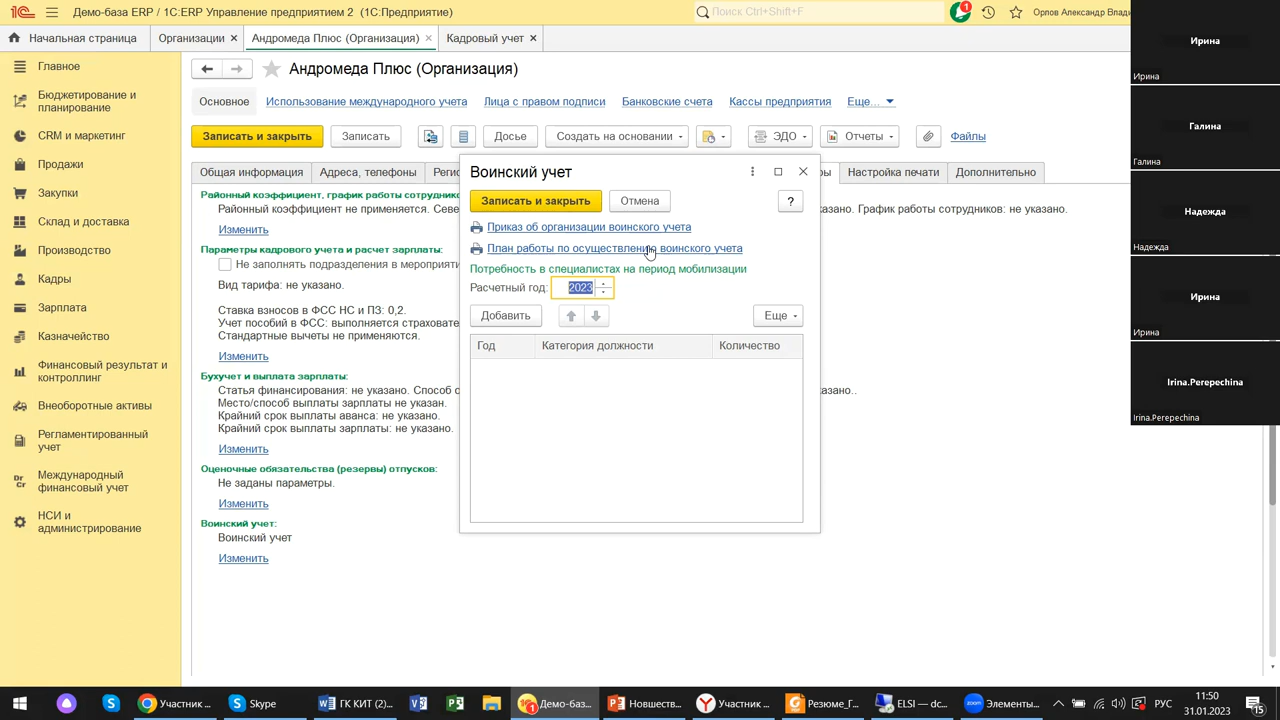 Демо-база ERP / 1С:ERP Управление предприятием 2 (1С:Предприятие)
Поиск Ctrl+Shift+F
1
Орлов Александр Влади
Начальная страница
Организации ×
Андромеда Плюс (Организация) ×
Кадровый учет ×
Главное
Бюджетирование и
планирование
CRM и маркетинг
Продажи
Закупки
Склад и доставка
Производство
Кадры
Зарплата
Казначейство
Финансовый результат и
контроллинг
Внеоборотные активы
Регламентированный
учет
Международный
финансовый учет
НСИ и
администрирование
Андромеда Плюс (Организация)
Основное
Использование международного учета
Лица с правом подписи
Банковские счета
Кассы предприятия
Еще...
Записать и закрыть
Записать
Досье
Создать на основании
ЭДО
Отчеты
Файлы
Общая информация
Адреса, телефоны
Реги
ры
Настройка печати
Дополнительно
Районный коэффициент, график работы сотруднико
Районный коэффициент не применяется. Севе
казано. График работы сотрудников: не указано.
Изменить
Параметры кадрового учета и расчет зарплаты:
Не заполнять подразделения в мероприяти
Вид тарифа: не указано.
Ставка взносов в ФСС НС и ПЗ: 0,2.
Учет пособий в ФСС: выполняется страховате
Стандартные вычеты не применяются.
Изменить
Бухучет и выплата зарплаты:
Статья финансирования: не указано. Способ о
казано..
Место/способ выплаты зарплаты не указан.
Крайний срок выплаты аванса: не указано.
Крайний срок выплаты зарплаты: не указано.
Изменить
Оценочные обязательства (резервы) отпусков:
Не заданы параметры.
Изменить
Воинский учет:
Воинский учет
Изменить
Воинский учет
Записать и закрыть
Отмена
?
Приказ об организации воинского учета
План работы по осуществлению воинского учета
Потребность в специалистах на период мобилизации
Расчетный год: 2023
Добавить
Еще
Год
Категория должности
Количество
Ирина
Ирина
Галина
Галина
Надежда
Надежда
Ирина
Ирина
Irina.Perepechina
Irina.Perepechina
Участник ...
Skype
ГК КИТ (2)...
Демо-баз...
Новшеств...
Участник ...
Резюме_Г...
ELSI — dc...
Элементы...
РУС
11:50
31.01.2023
15